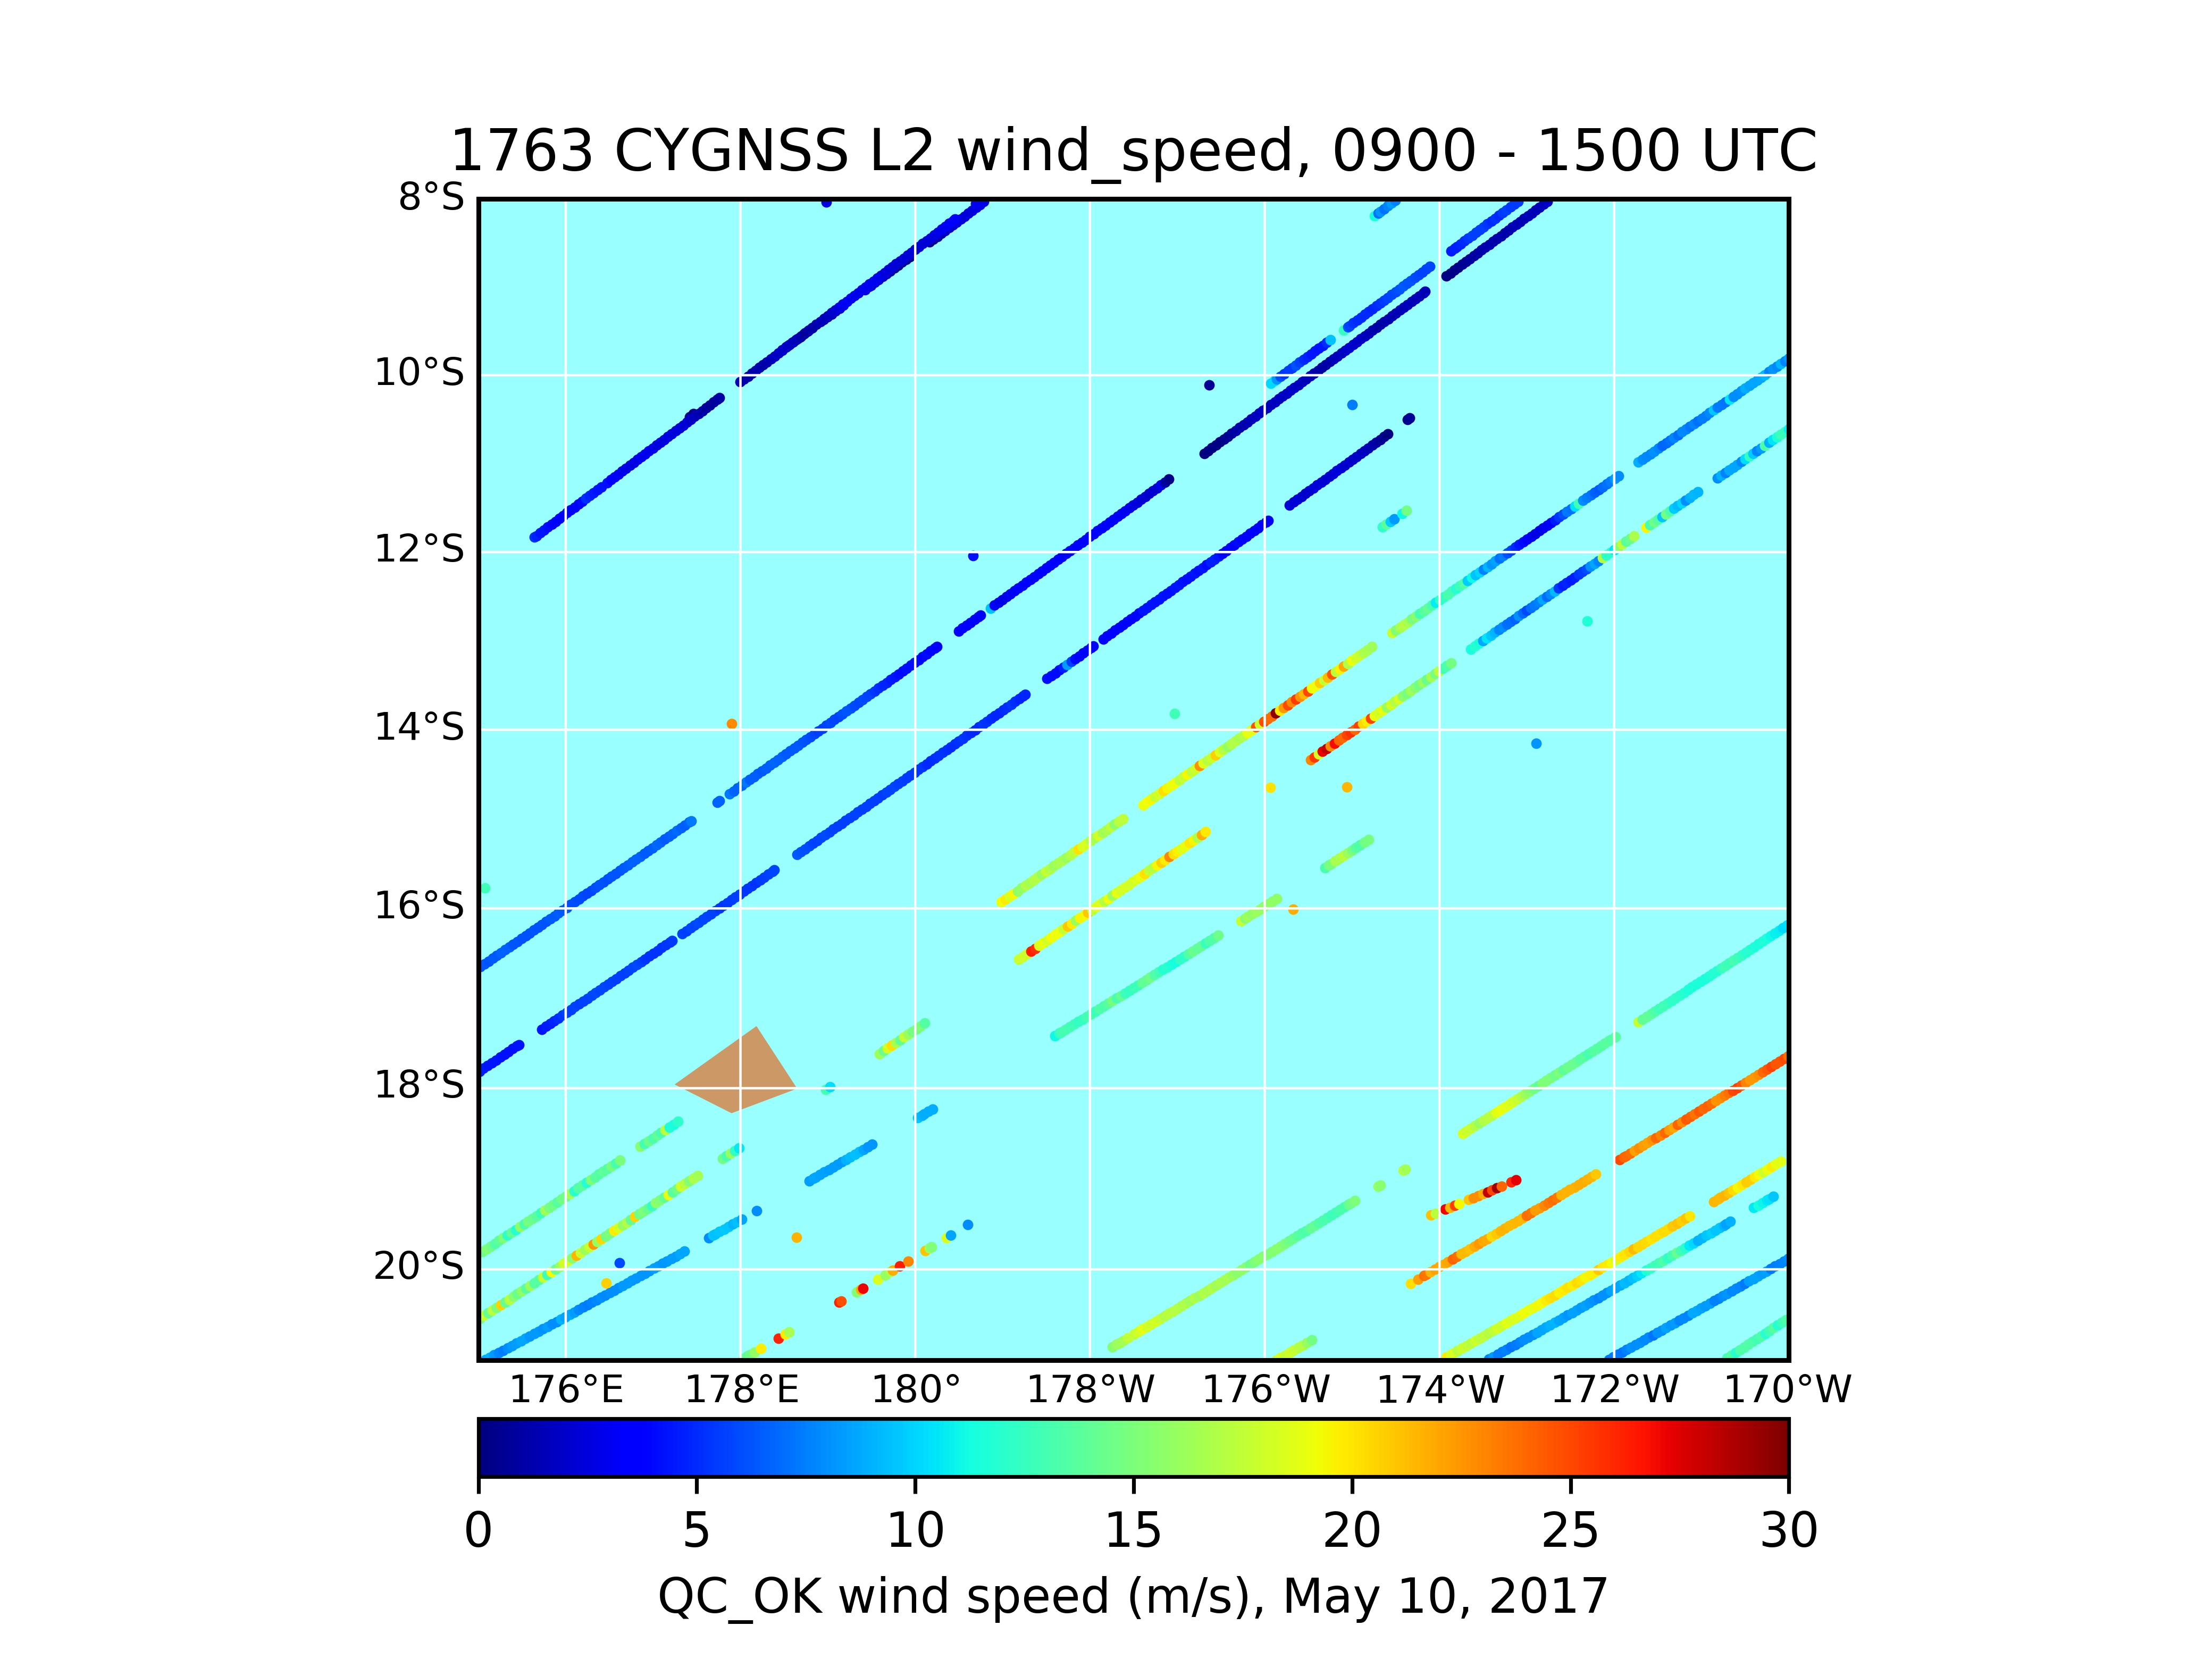 1763 CYGNSS L2 wind_speed, 0900 - 1500 UTC
8°S
10°S
12°S
14°S
16°S
18°S
20°S
176°E 178°E 180° 178°W 176°W 174°W 172°W 170°W
0 5 10 15 20 25 30
QC_OK wind speed (m/s), May 10, 2017